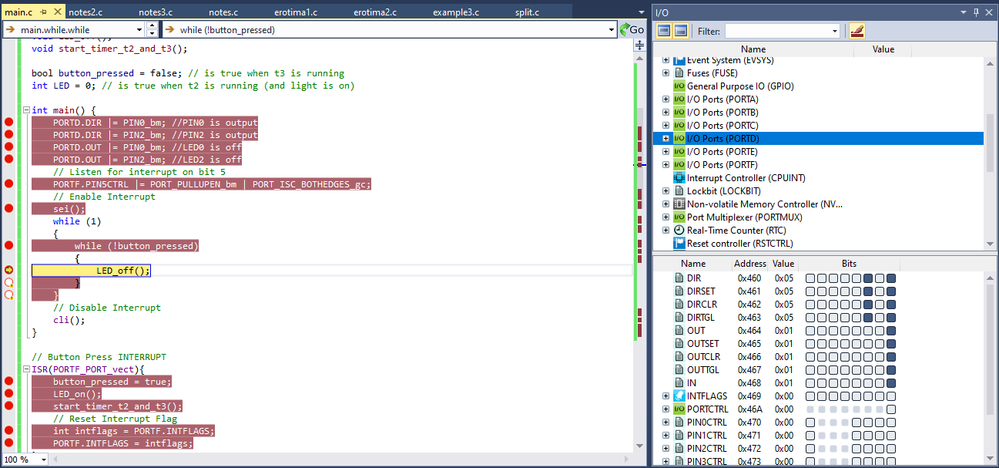 main.c notes2.c notes3.c notes.c erotima1.c erotima2.c example3.c split.c
main.while.while while (!button_pressed) Go
void start_timer_t2_and_t3();
bool button_pressed = false; // is true when t3 is running
int LED = 0; // is true when t2 is running (and light is on)
int main() {
PORTD.DIR |= PIN0_bm; //PIN0 is output
PORTD.DIR |= PIN2_bm; //PIN2 is output
PORTD.OUT |= PIN0_bm; //LED0 is off
PORTD.OUT |= PIN2_bm; //LED2 is off
// Listen for interrupt on bit 5
PORTF.PIN5CTRL |= PORT_PULLUPEN_bm | PORT_ISC_BOTHEDGES_gc;
// Enable Interrupt
sei();
while (1)
{
while (!button_pressed)
{
LED_off();
}
}
// Disable Interrupt
cli();
}
// Button Press INTERRUPT
ISR(PORTF_PORT_vect){
button_pressed = true;
LED_on();
start_timer_t2_and_t3();
// Reset Interrupt Flag
int intflags = PORTF.INTFLAGS;
PORTF.INTFLAGS = intflags;
100 %
I/O
Filter:
Name Value
Event System (EVSYS)
Fuses (FUSE)
I/O General Purpose IO (GPIO)
I/O I/O Ports (PORTA)
I/O I/O Ports (PORTB)
I/O I/O Ports (PORTC)
I/O I/O Ports (PORTD)
I/O I/O Ports (PORTE)
I/O I/O Ports (PORTF)
Interrupt Controller (CPUINT)
Lockbit (LOCKBIT)
Non-volatile Memory Controller (NV...
I/O Port Multiplexer (PORTMUX)
Real-Time Counter (RTC)
Reset controller (RSTCTRL)
Name Address Value Bits
DIR 0x460 0x05
DIRSET 0x461 0x05
DIRCLR 0x462 0x05
DIRTGL 0x463 0x05
OUT 0x464 0x01
OUTSET 0x465 0x01
OUTCLR 0x466 0x01
OUTTGL 0x467 0x01
IN 0x468 0x01
INTFLAGS 0x469 0x00
I/O PORTCTRL 0x46A 0x00
PIN0CTRL 0x470 0x00
PIN1CTRL 0x471 0x00
PIN2CTRL 0x472 0x00
PIN3CTRL 0x473 0x00